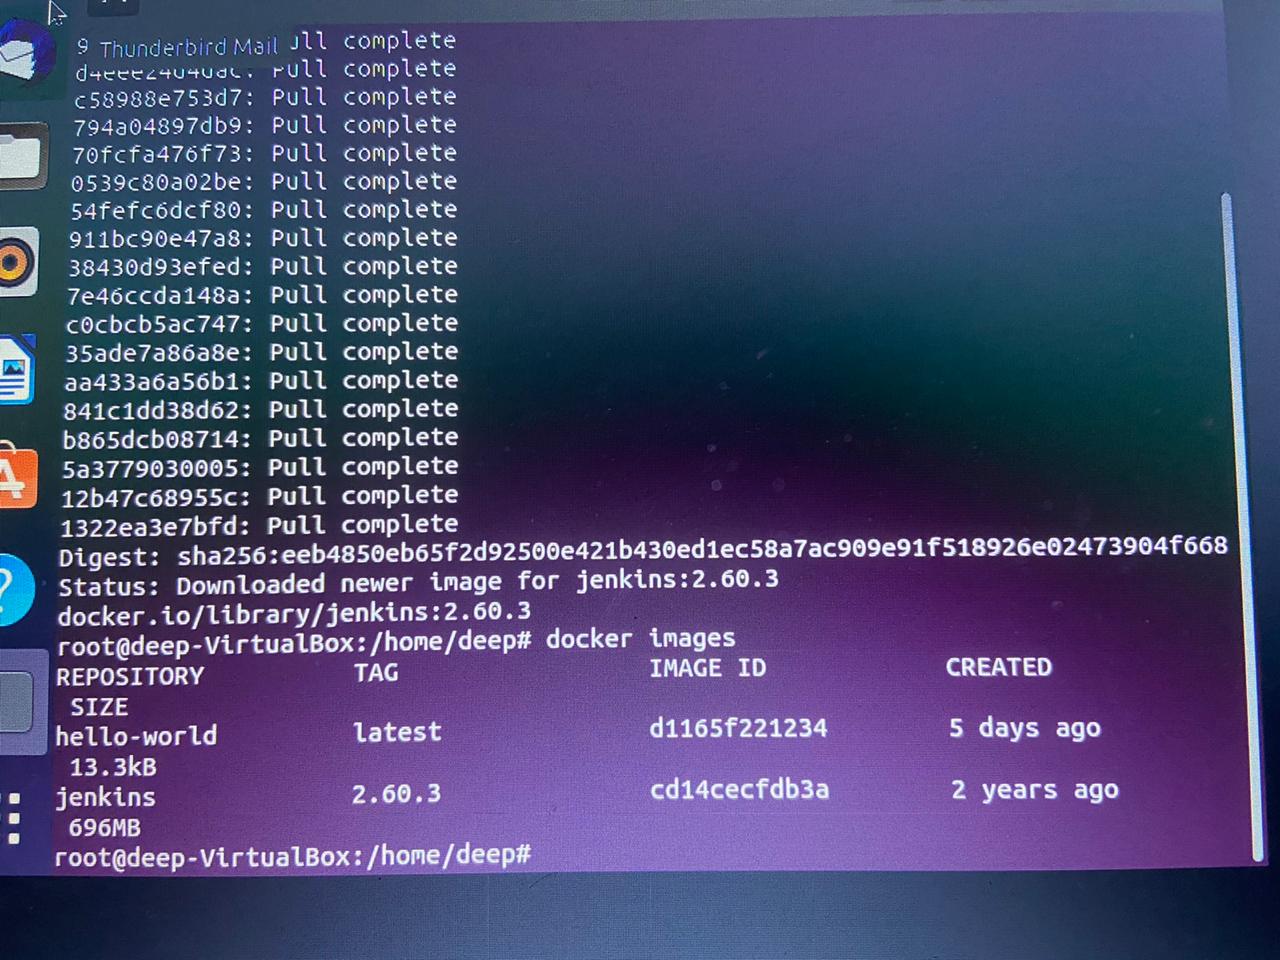 9 Thunderbird Mail ull complete
Pull complete
c58988e753d7: Pull complete
794a04897db9: Pull complete
70fcfa476f73: Pull complete
0539c80a02be: Pull complete
54fefc6dcf80: Pull complete
911bc90e47a8: Pull complete
38430d93efed: Pull complete
7e46ccda148a: Pull complete
c0cbcb5ac747: Pull complete
35ade7a86a8e: Pull complete
aa433a6a56b1: Pull complete
841c1dd38d62: Pull complete
b865dcb08714: Pull complete
5a3779030005: Pull complete
12b47c68955c: Pull complete
1322ea3e7bfd: Pull complete
Digest: sha256:eeb4850eb65f2d92500e421b430ed1ec58a7ac909e91f518926e02473904f668
Status: Downloaded newer image for jenkins:2.60.3
docker.io/library/jenkins:2.60.3
root@deep-VirtualBox:/home/deep# docker images
REPOSITORY TAG IMAGE ID CREATED
SIZE
hello-world latest d1165f221234 5 days ago
13.3kB
jenkins 2.60.3 cd14cecfdb3a 2 years ago
696MB
root@deep-VirtualBox:/home/deep#